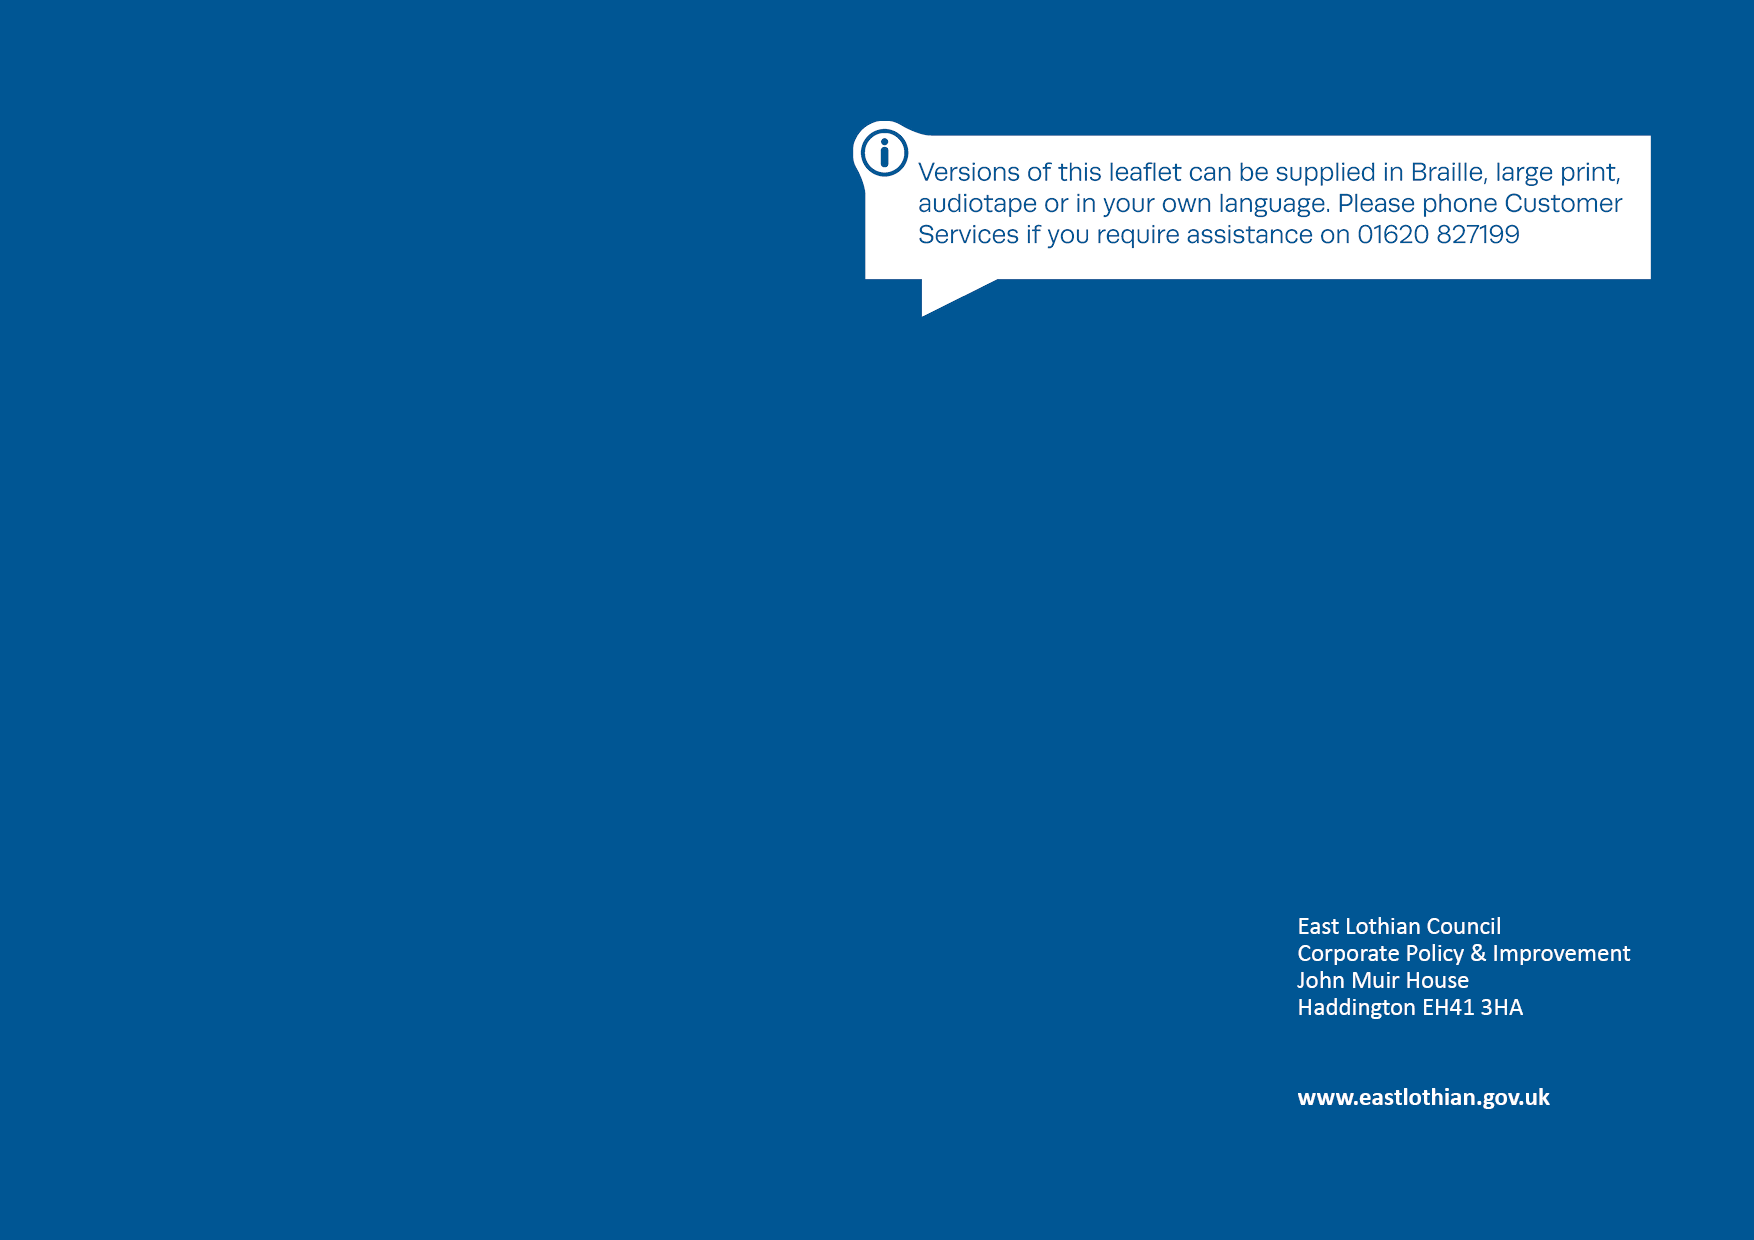 Versions of this leaflet can be supplied in Braille, large print,
audiotape or in your own language. Please phone Customer
Services if you require assistance on 01620 827199
East Lothian Council
Corporate Policy & Improvement
John Muir House
Haddington EH41 3HA
www.eastlothian.gov.uk